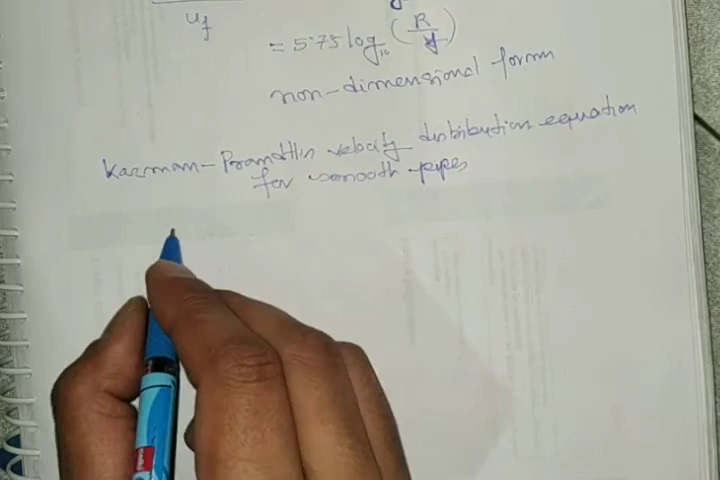 u_f
= 5.75 log₁₀ (R/y)
non-dimensional form
Karman-Prandtl's velocity distribution equation
for smooth pipes